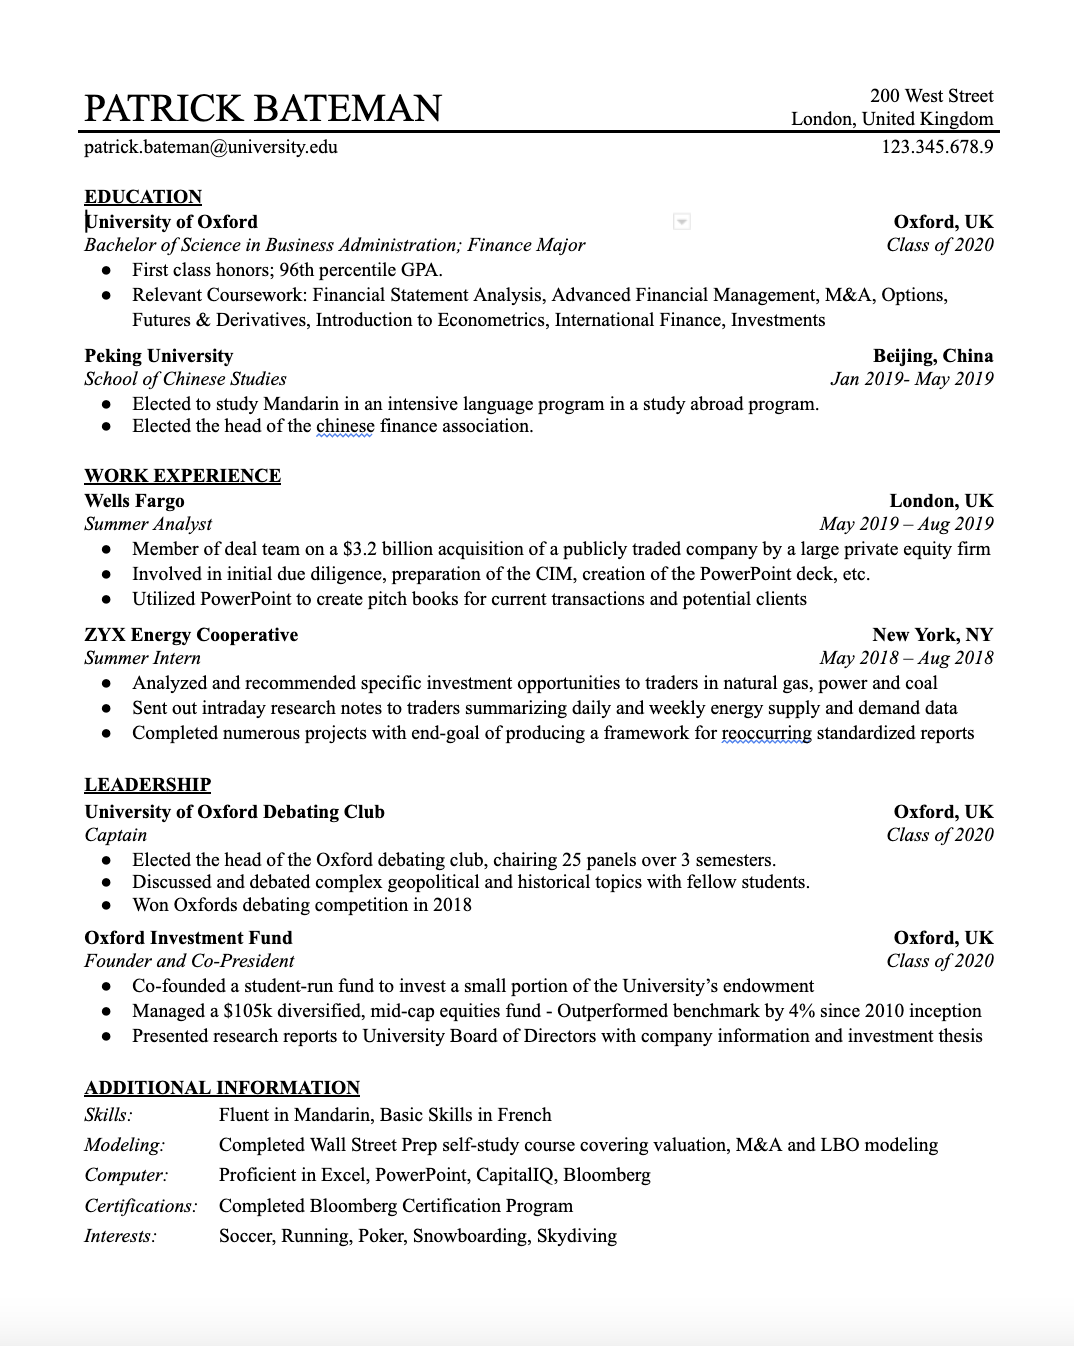 PATRICK BATEMAN
200 West Street
London, United Kingdom
patrick.bateman@university.edu 123.345.678.9
EDUCATION
University of Oxford Oxford, UK
Bachelor of Science in Business Administration; Finance Major Class of 2020
● First class honors; 96th percentile GPA.
● Relevant Coursework: Financial Statement Analysis, Advanced Financial Management, M&A, Options,
Futures & Derivatives, Introduction to Econometrics, International Finance, Investments
Peking University Beijing, China
School of Chinese Studies Jan 2019- May 2019
● Elected to study Mandarin in an intensive language program in a study abroad program.
● Elected the head of the chinese finance association.
WORK EXPERIENCE
Wells Fargo London, UK
Summer Analyst May 2019 – Aug 2019
● Member of deal team on a $3.2 billion acquisition of a publicly traded company by a large private equity firm
● Involved in initial due diligence, preparation of the CIM, creation of the PowerPoint deck, etc.
● Utilized PowerPoint to create pitch books for current transactions and potential clients
ZYX Energy Cooperative New York, NY
Summer Intern May 2018 – Aug 2018
● Analyzed and recommended specific investment opportunities to traders in natural gas, power and coal
● Sent out intraday research notes to traders summarizing daily and weekly energy supply and demand data
● Completed numerous projects with end-goal of producing a framework for reoccurring standardized reports
LEADERSHIP
University of Oxford Debating Club Oxford, UK
Captain Class of 2020
● Elected the head of the Oxford debating club, chairing 25 panels over 3 semesters.
● Discussed and debated complex geopolitical and historical topics with fellow students.
● Won Oxfords debating competition in 2018
Oxford Investment Fund Oxford, UK
Founder and Co-President Class of 2020
● Co-founded a student-run fund to invest a small portion of the University’s endowment
● Managed a $105k diversified, mid-cap equities fund - Outperformed benchmark by 4% since 2010 inception
● Presented research reports to University Board of Directors with company information and investment thesis
ADDITIONAL INFORMATION
Skills: Fluent in Mandarin, Basic Skills in French
Modeling: Completed Wall Street Prep self-study course covering valuation, M&A and LBO modeling
Computer: Proficient in Excel, PowerPoint, CapitalIQ, Bloomberg
Certifications: Completed Bloomberg Certification Program
Interests: Soccer, Running, Poker, Snowboarding, Skydiving